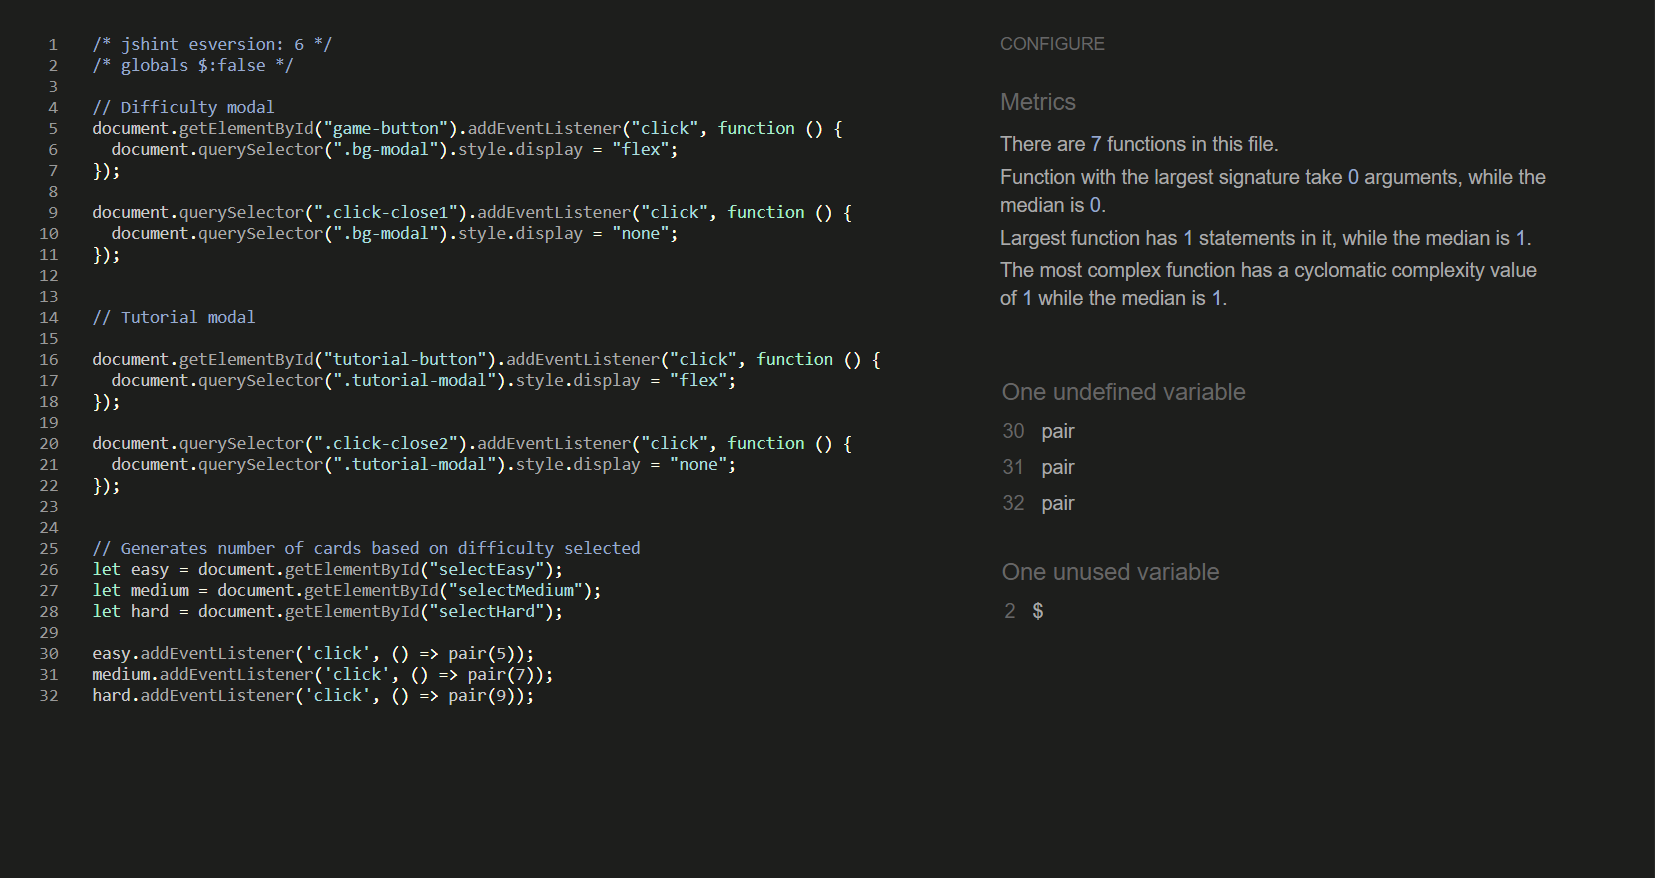 1 /* jshint esversion: 6 */
2 /* globals $:false */
3
4 // Difficulty modal
5 document.getElementById("game-button").addEventListener("click", function () {
6 document.querySelector(".bg-modal").style.display = "flex";
7 });
8
9 document.querySelector(".click-close1").addEventListener("click", function () {
10 document.querySelector(".bg-modal").style.display = "none";
11 });
12
13
14 // Tutorial modal
15
16 document.getElementById("tutorial-button").addEventListener("click", function () {
17 document.querySelector(".tutorial-modal").style.display = "flex";
18 });
19
20 document.querySelector(".click-close2").addEventListener("click", function () {
21 document.querySelector(".tutorial-modal").style.display = "none";
22 });
23
24
25 // Generates number of cards based on difficulty selected
26 let easy = document.getElementById("selectEasy");
27 let medium = document.getElementById("selectMedium");
28 let hard = document.getElementById("selectHard");
29
30 easy.addEventListener('click', () => pair(5));
31 medium.addEventListener('click', () => pair(7));
32 hard.addEventListener('click', () => pair(9));
CONFIGURE
Metrics
There are 7 functions in this file.
Function with the largest signature take 0 arguments, while the
median is 0.
Largest function has 1 statements in it, while the median is 1.
The most complex function has a cyclomatic complexity value
of 1 while the median is 1.
One undefined variable
30 pair
31 pair
32 pair
One unused variable
2 $